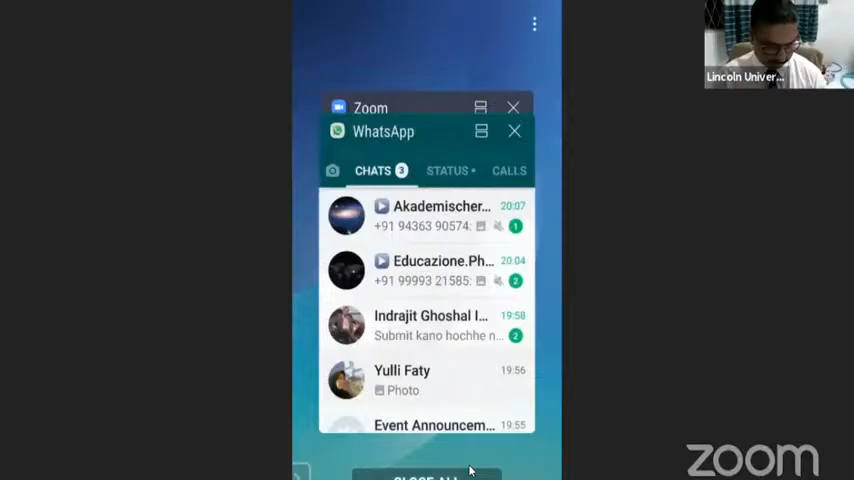 Zoom
WhatsApp
CHATS 3
STATUS
CALLS
Akademischer... 20:07
+91 94363 90574: 1
Educazione.Ph... 20:04
+91 99993 21585: 2
Indrajit Ghoshal I... 19:58
Submit kano hochhe n... 2
Yulli Faty 19:56
Photo
Event Announcem... 19:55
CLOSE ALL
Lincoln Univer...
zoom